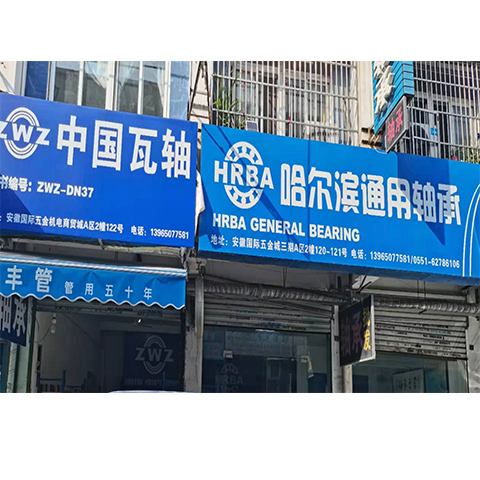 ZWZ 中国瓦轴
书编号: ZWZ-DN37
: 安徽国际五金机电商贸城A区2幢122号 电话: 13965077581
丰管
管用五十年
ZWZ
HRBA 哈尔滨通用轴承
HRBA GENERAL BEARING
地址: 安徽国际五金城三期A区2幢120-121号 电话: 13965077581/0551-62786106
轴承
HRBA